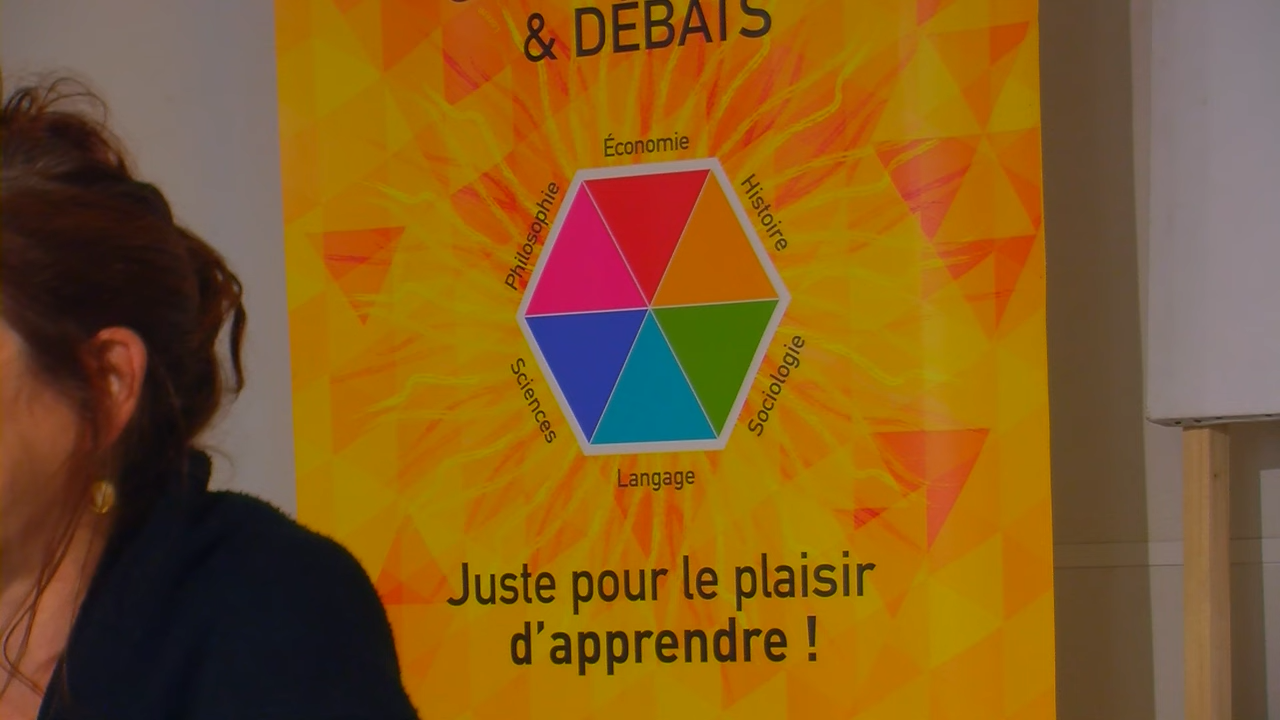 & DÉBATS
Économie
Philosophie
Histoire
Sciences
Sociologie
Langage
Juste pour le plaisir
d'apprendre !